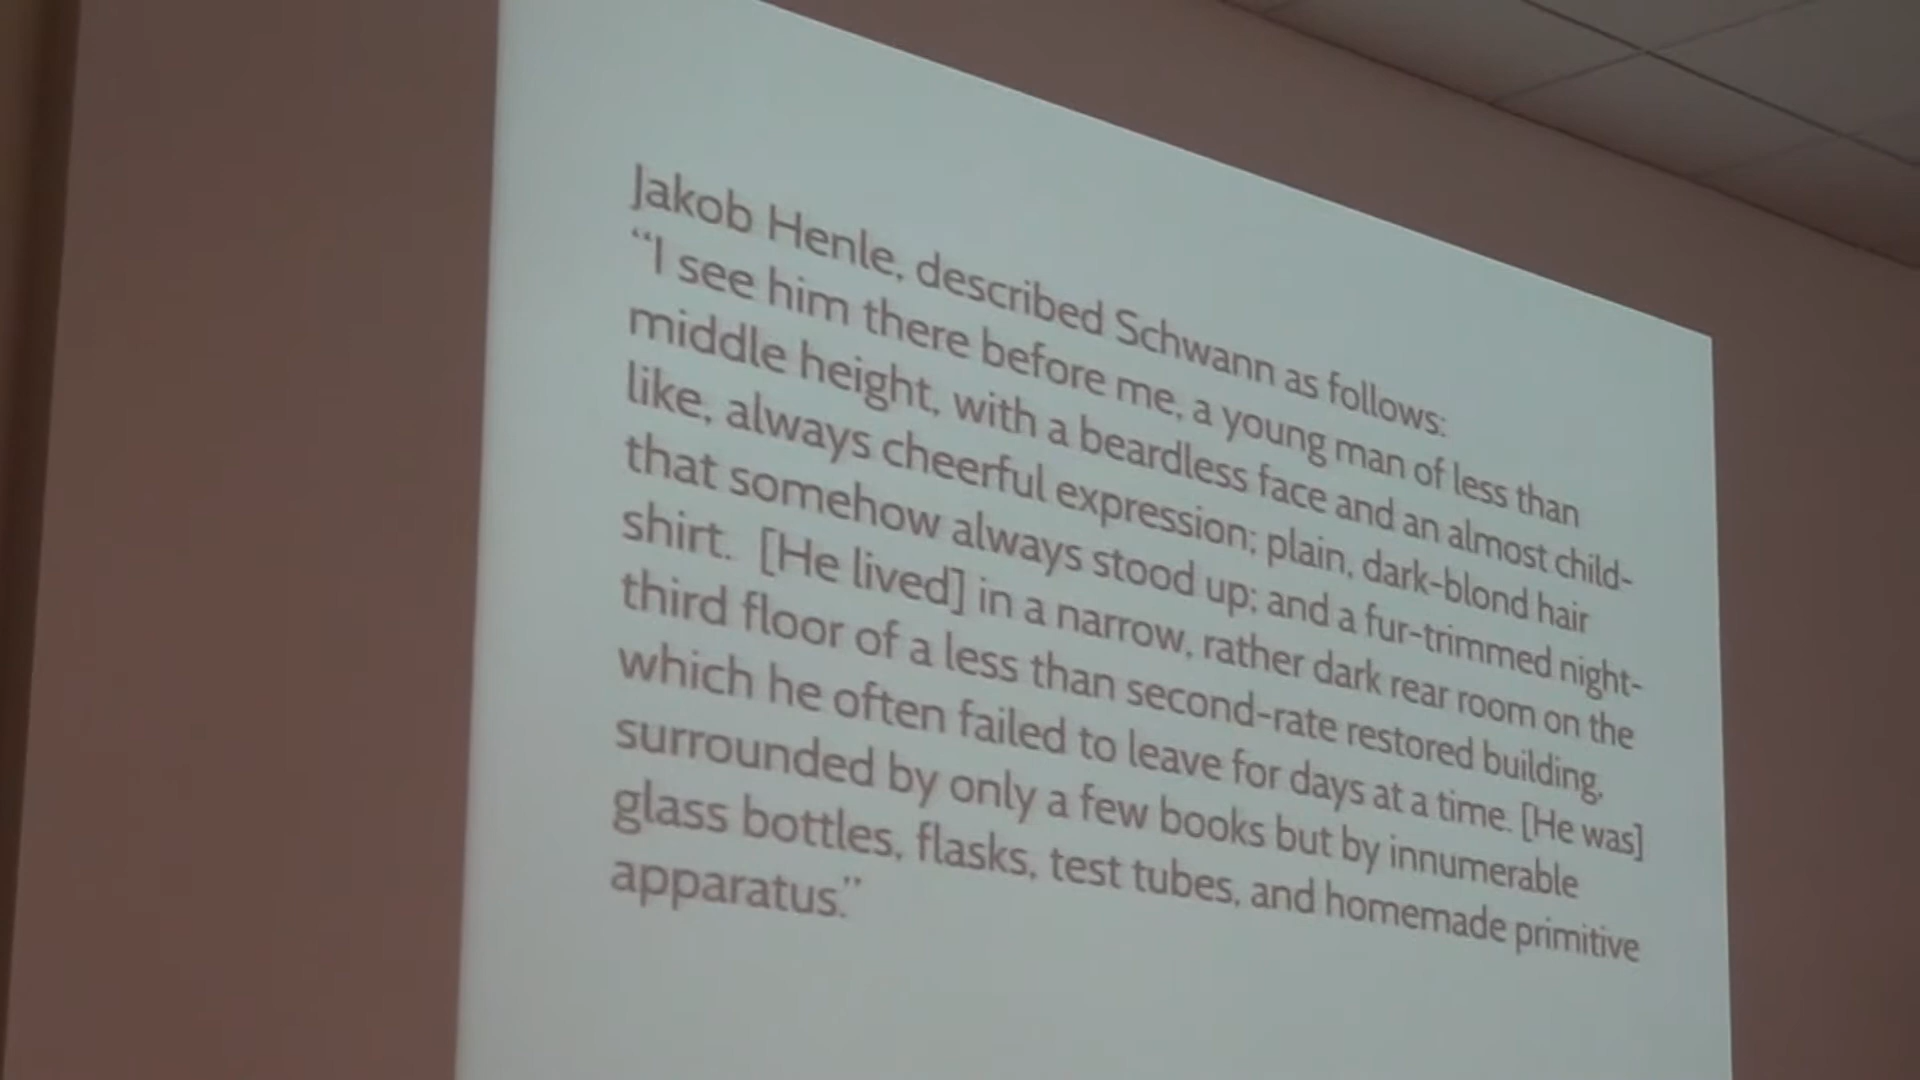 Jakob Henle, described Schwann as follows:
“I see him there before me, a young man of less than
middle height, with a beardless face and an almost child-
like, always cheerful expression; plain, dark-blond hair
that somehow always stood up; and a fur-trimmed night-
shirt. [He lived] in a narrow, rather dark rear room on the
third floor of a less than second-rate restored building,
which he often failed to leave for days at a time. [He was]
surrounded by only a few books but by innumerable
glass bottles, flasks, test tubes, and homemade primitive
apparatus.”